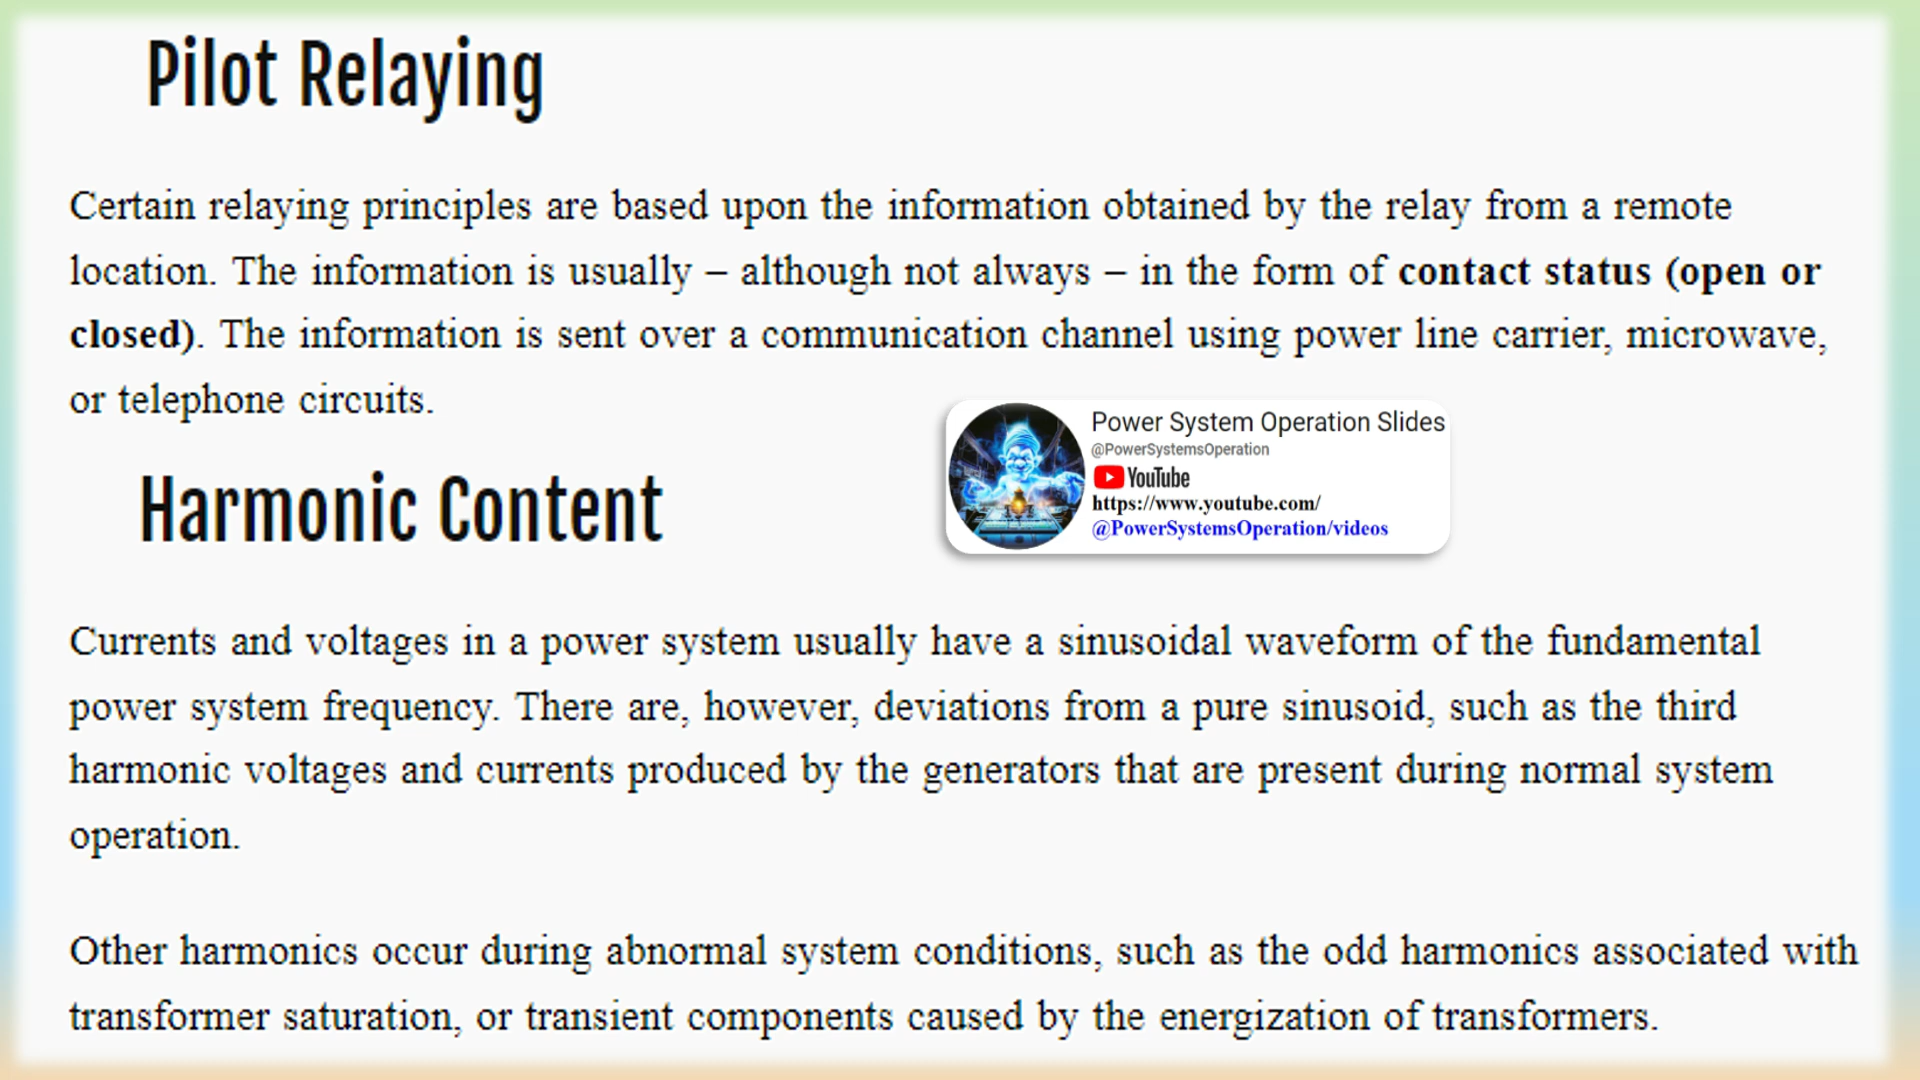 Pilot Relaying
Certain relaying principles are based upon the information obtained by the relay from a remote
location. The information is usually – although not always – in the form of contact status (open or
closed). The information is sent over a communication channel using power line carrier, microwave,
or telephone circuits.
Power System Operation Slides
@PowerSystemsOperation
YouTube
https://www.youtube.com/
@PowerSystemsOperation/videos
Harmonic Content
Currents and voltages in a power system usually have a sinusoidal waveform of the fundamental
power system frequency. There are, however, deviations from a pure sinusoid, such as the third
harmonic voltages and currents produced by the generators that are present during normal system
operation.
Other harmonics occur during abnormal system conditions, such as the odd harmonics associated with
transformer saturation, or transient components caused by the energization of transformers.